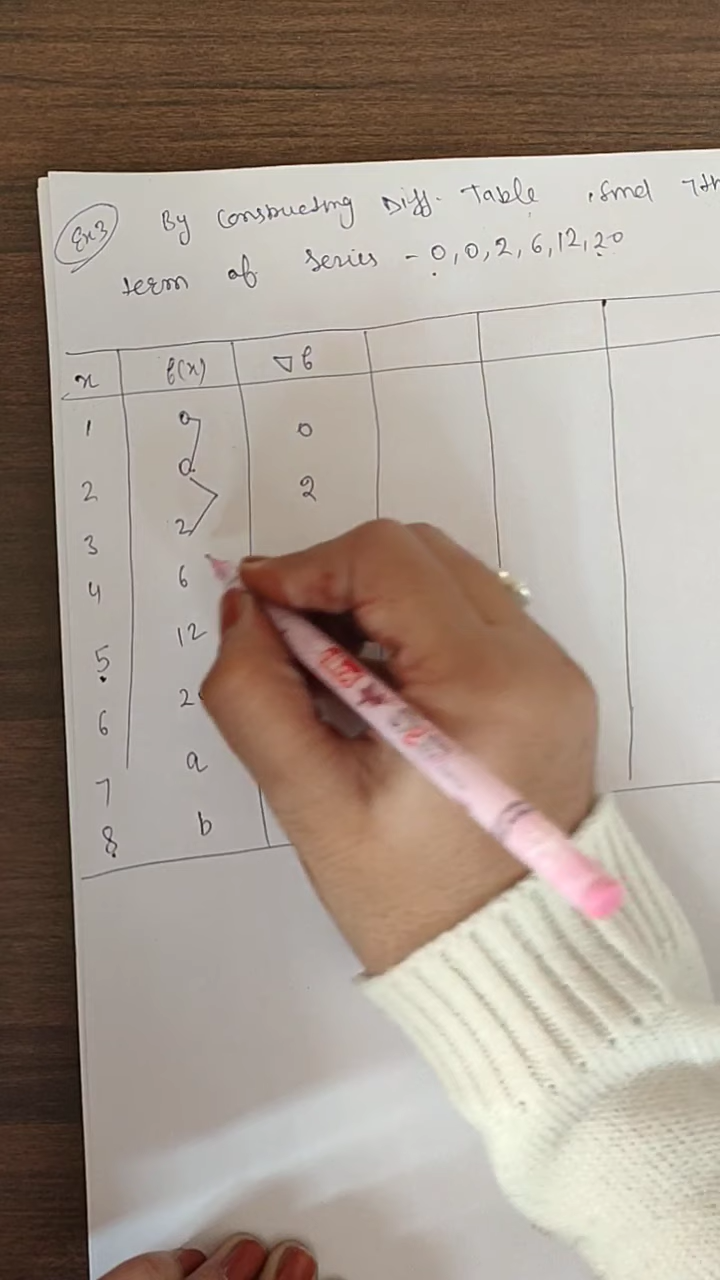 Ex3 By Constructing Diff. Table , find 7th
term of Series - 0, 0, 2, 6, 12, 20
x f(x) ∇f
1 0 0
2 0 2
3 2
4 6
5 12
6
7 a
8 b